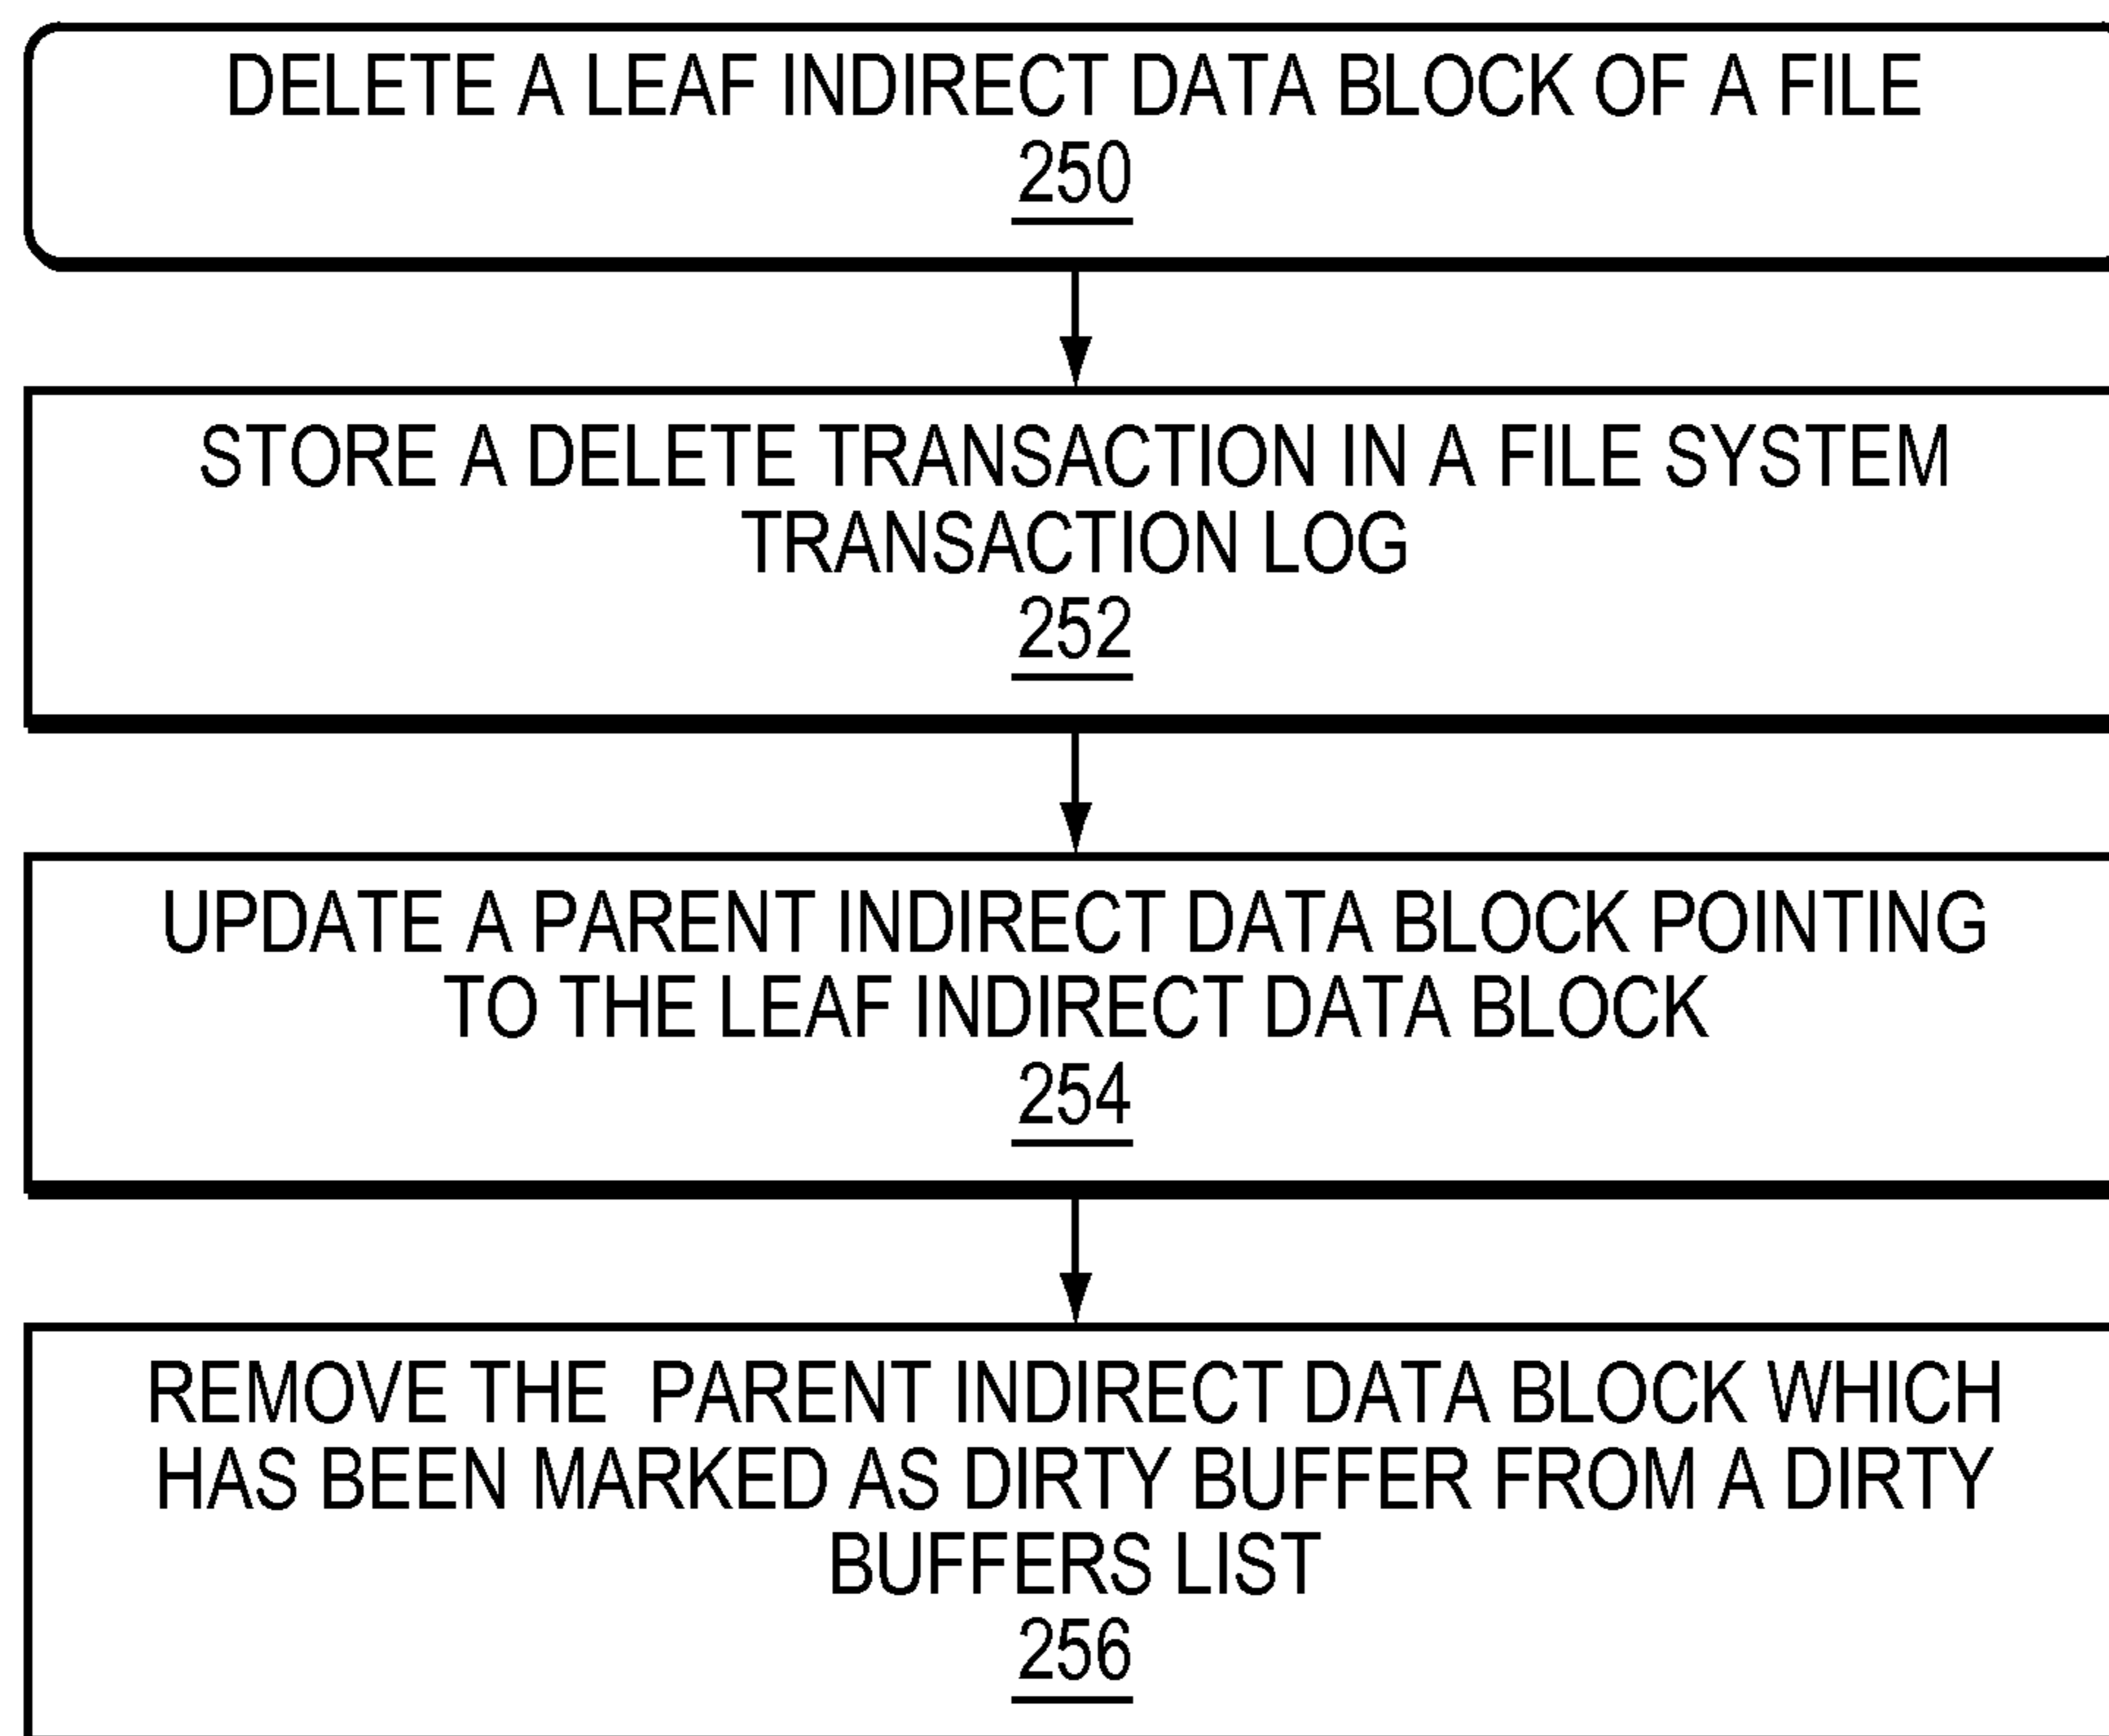 DELETE A LEAF INDIRECT DATA BLOCK OF A FILE
250
STORE A DELETE TRANSACTION IN A FILE SYSTEM
TRANSACTION LOG
252
UPDATE A PARENT INDIRECT DATA BLOCK POINTING
TO THE LEAF INDIRECT DATA BLOCK
254
REMOVE THE PARENT INDIRECT DATA BLOCK WHICH
HAS BEEN MARKED AS DIRTY BUFFER FROM A DIRTY
BUFFERS LIST
256